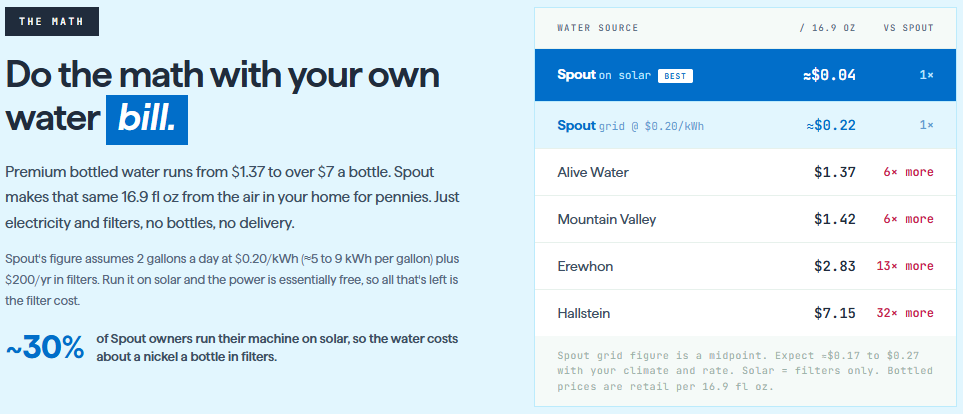 THE MATH
Do the math with your own
water bill.
Premium bottled water runs from $1.37 to over $7 a bottle. Spout
makes that same 16.9 fl oz from the air in your home for pennies. Just
electricity and filters, no bottles, no delivery.
Spout's figure assumes 2 gallons a day at $0.20/kWh (≈5 to 9 kWh per gallon) plus
$200/yr in filters. Run it on solar and the power is essentially free, so all that's left is
the filter cost.
~30% of Spout owners run their machine on solar, so the water costs
about a nickel a bottle in filters.
WATER SOURCE / 16.9 OZ VS SPOUT
Spout on solar BEST ≈$0.04 1×
Spout grid @ $0.20/kWh ≈$0.22 1×
Alive Water $1.37 6× more
Mountain Valley $1.42 6× more
Erewhon $2.83 13× more
Hallstein $7.15 32× more
Spout grid figure is a midpoint. Expect ≈$0.17 to $0.27
with your climate and rate. Solar = filters only. Bottled
prices are retail per 16.9 fl oz.